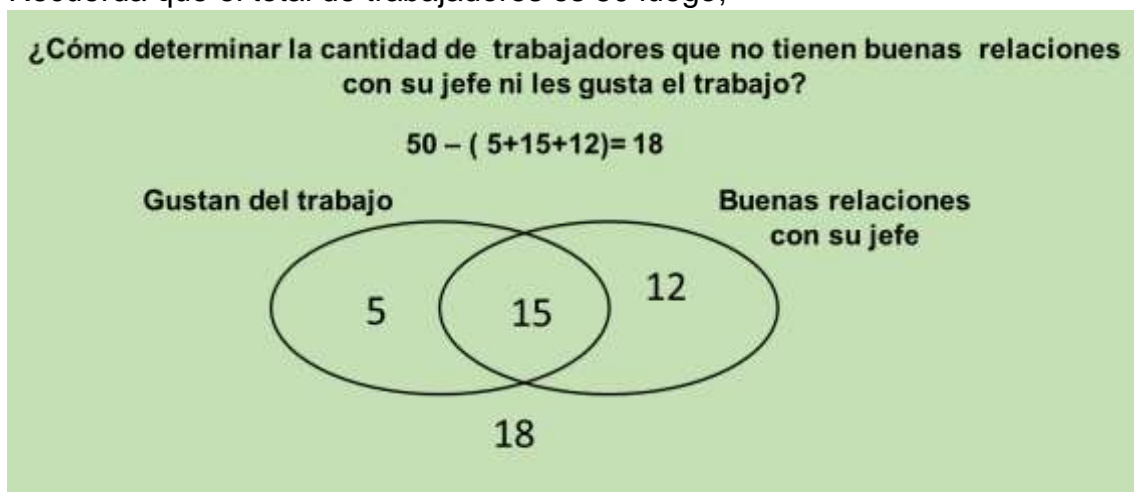 ¿Cómo determinar la cantidad de trabajadores que no tienen buenas relaciones
con su jefe ni les gusta el trabajo?
50 – ( 5+15+12)= 18
Gustan del trabajo
Buenas relaciones
con su jefe
5
15
12
18